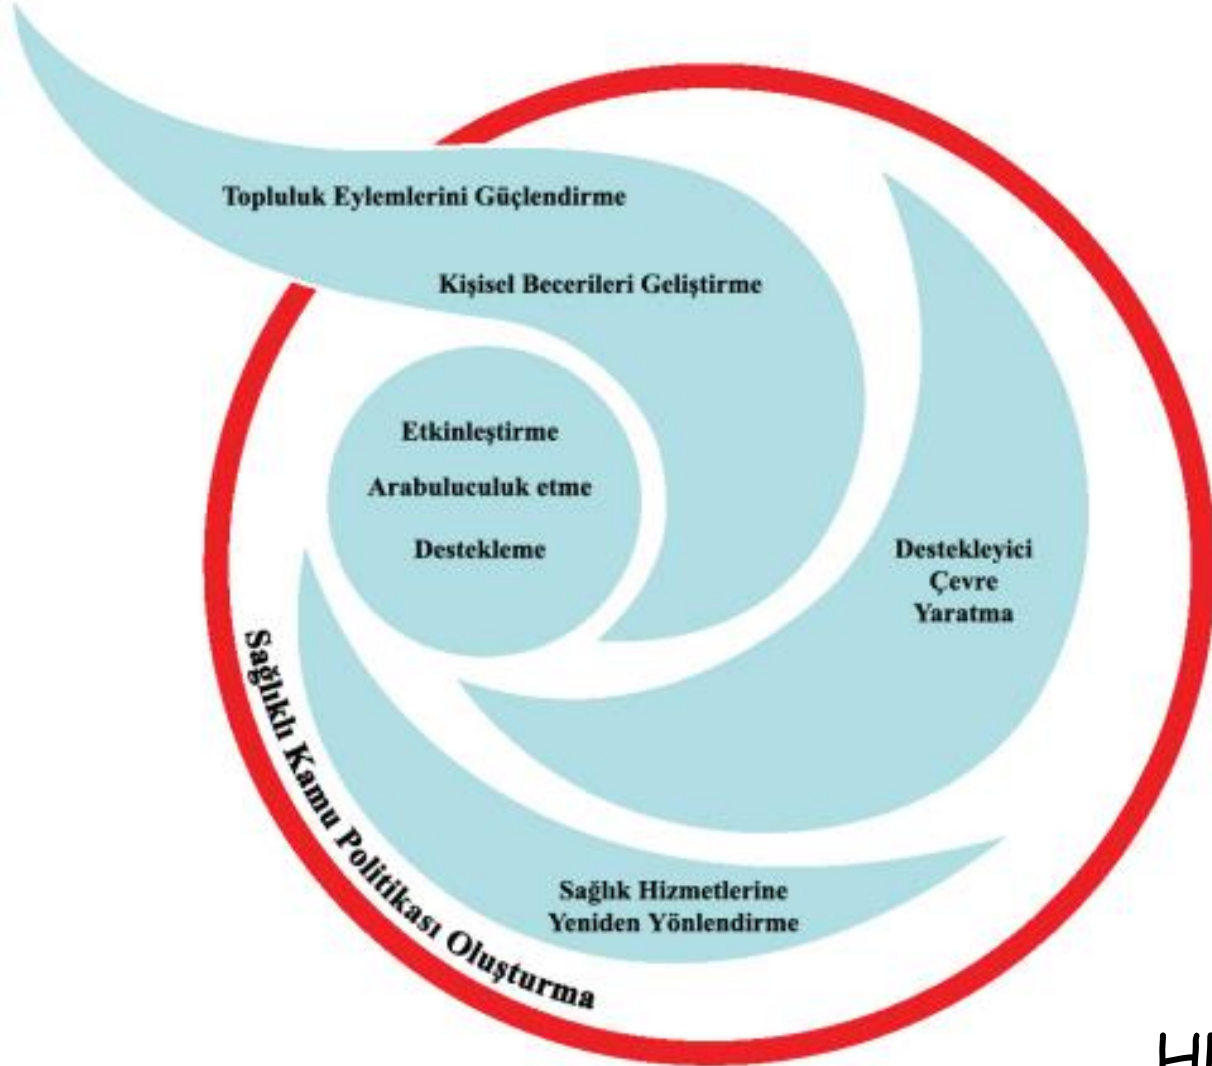 Topluluk Eylemlerini Güçlendirme
Kişisel Becerileri Geliştirme
Etkinleştirme
Arabuluculuk etme
Destekleme
Destekleyici
Çevre
Yaratma
Sağlık Hizmetlerine
Yeniden Yönlendirme
Sağlıklı Kamu Politikası Oluşturma